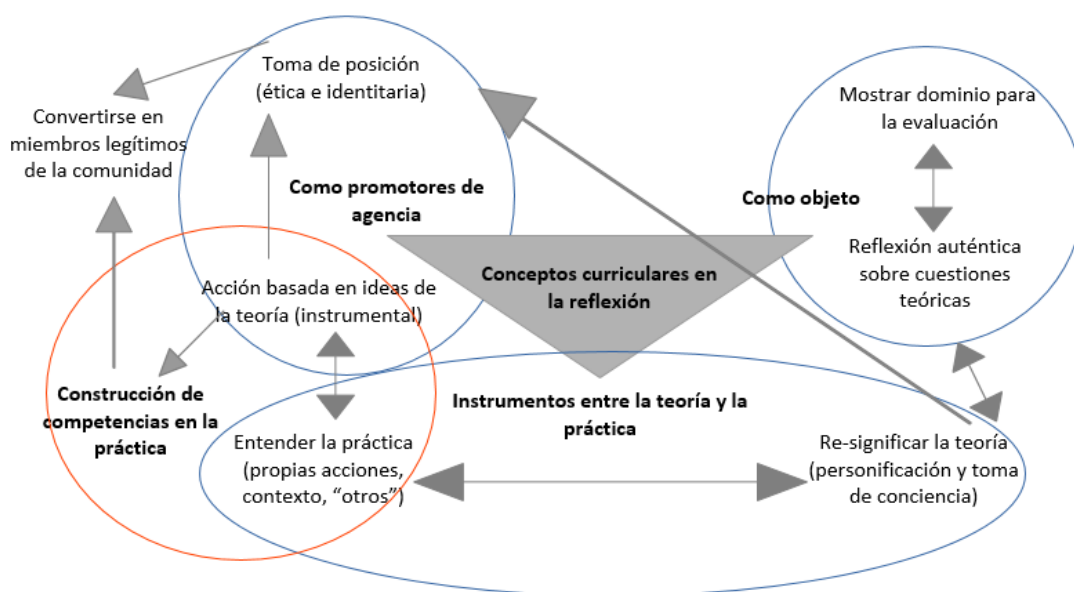 Toma de posición
(ética e identitaria)
Convertirse en
miembros legítimos
de la comunidad
Mostrar dominio para
la evaluación
Como promotores de
agencia
Como objeto
Conceptos curriculares en
la reflexión
Reflexión auténtica
sobre cuestiones
teóricas
Acción basada en ideas de
la teoría (instrumental)
Construcción de
competencias en la
práctica
Instrumentos entre la teoría y la
práctica
Entender la práctica
(propias acciones,
contexto, “otros”)
Re-significar la teoría
(personificación y toma
de conciencia)